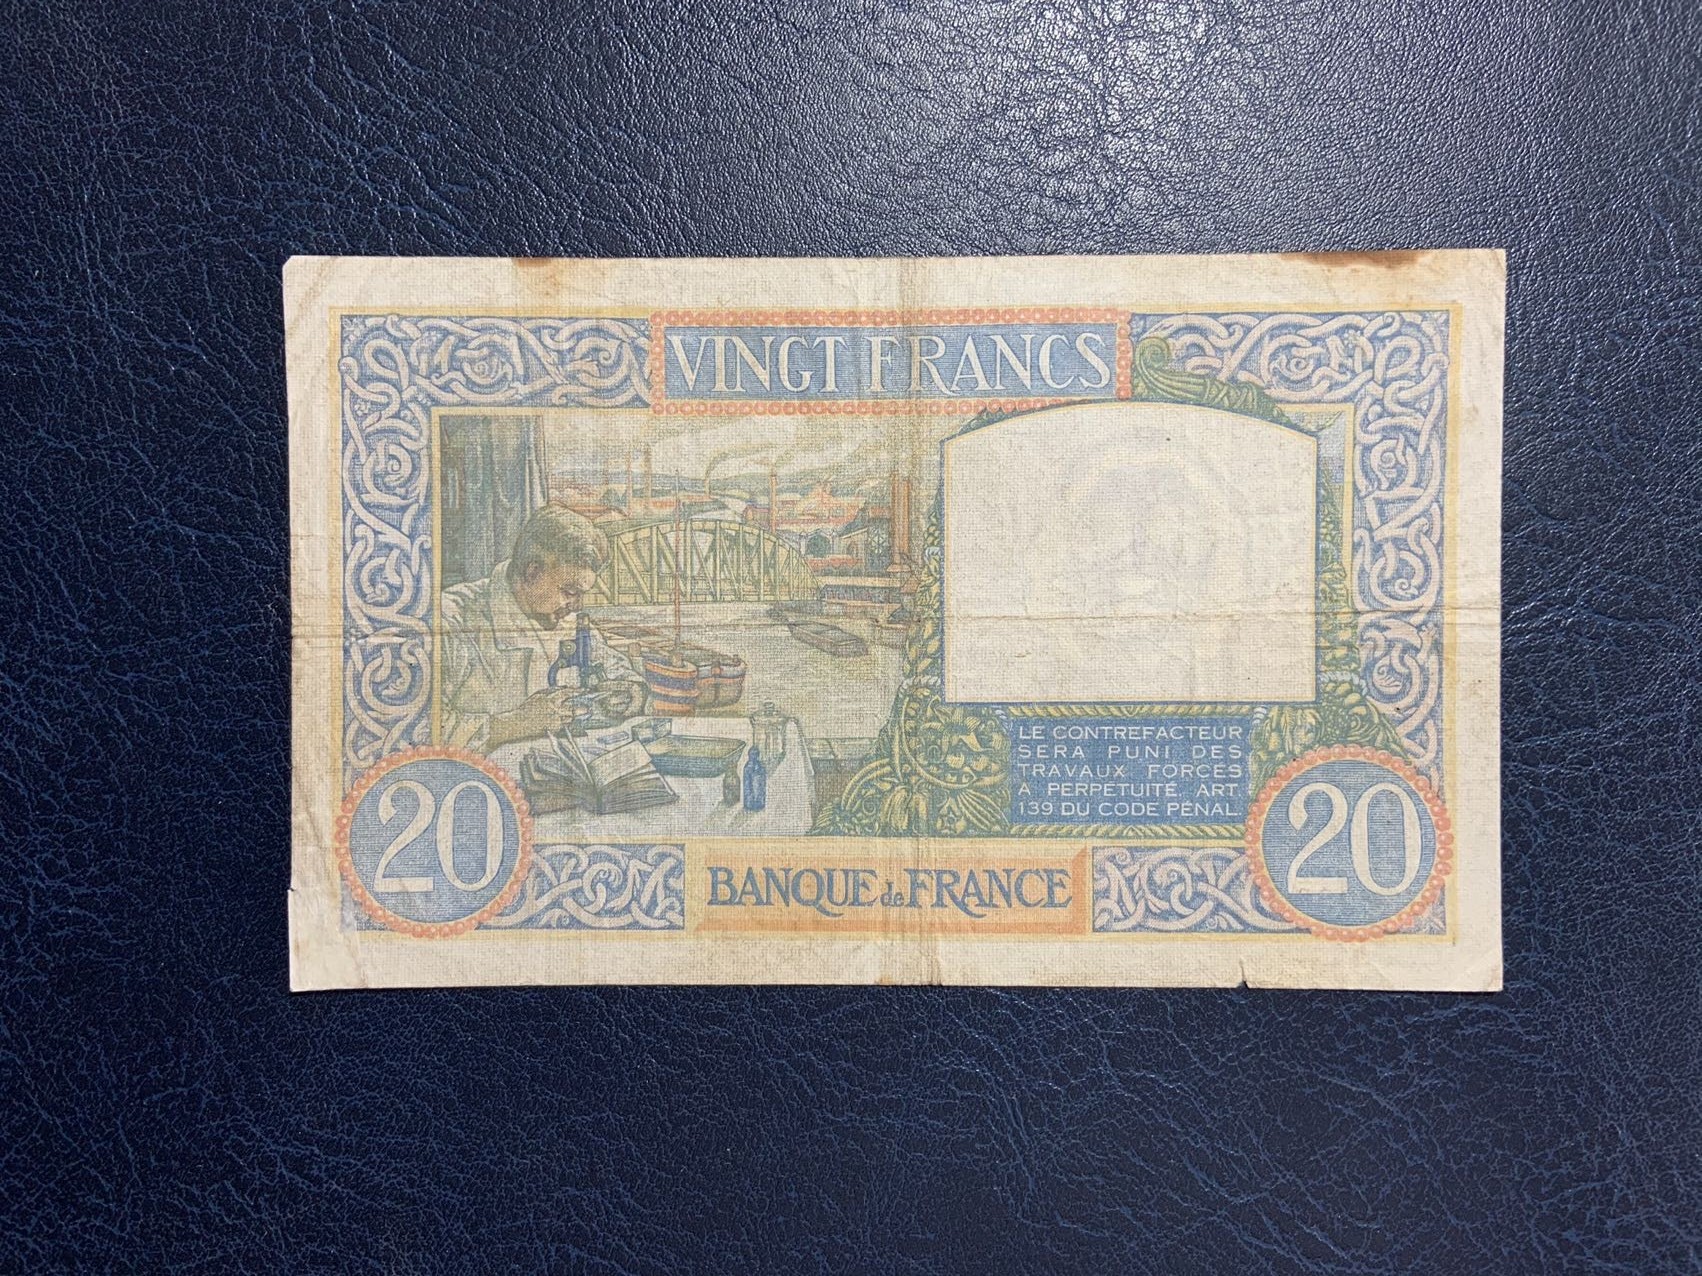 VINGT FRANCS
LE CONTREFACTEUR
SERA PUNI DES
TRAVAUX FORCES
A PERPÉTUITÉ. ART.
139 DU CODE PÉNAL
20
20
BANQUE de FRANCE